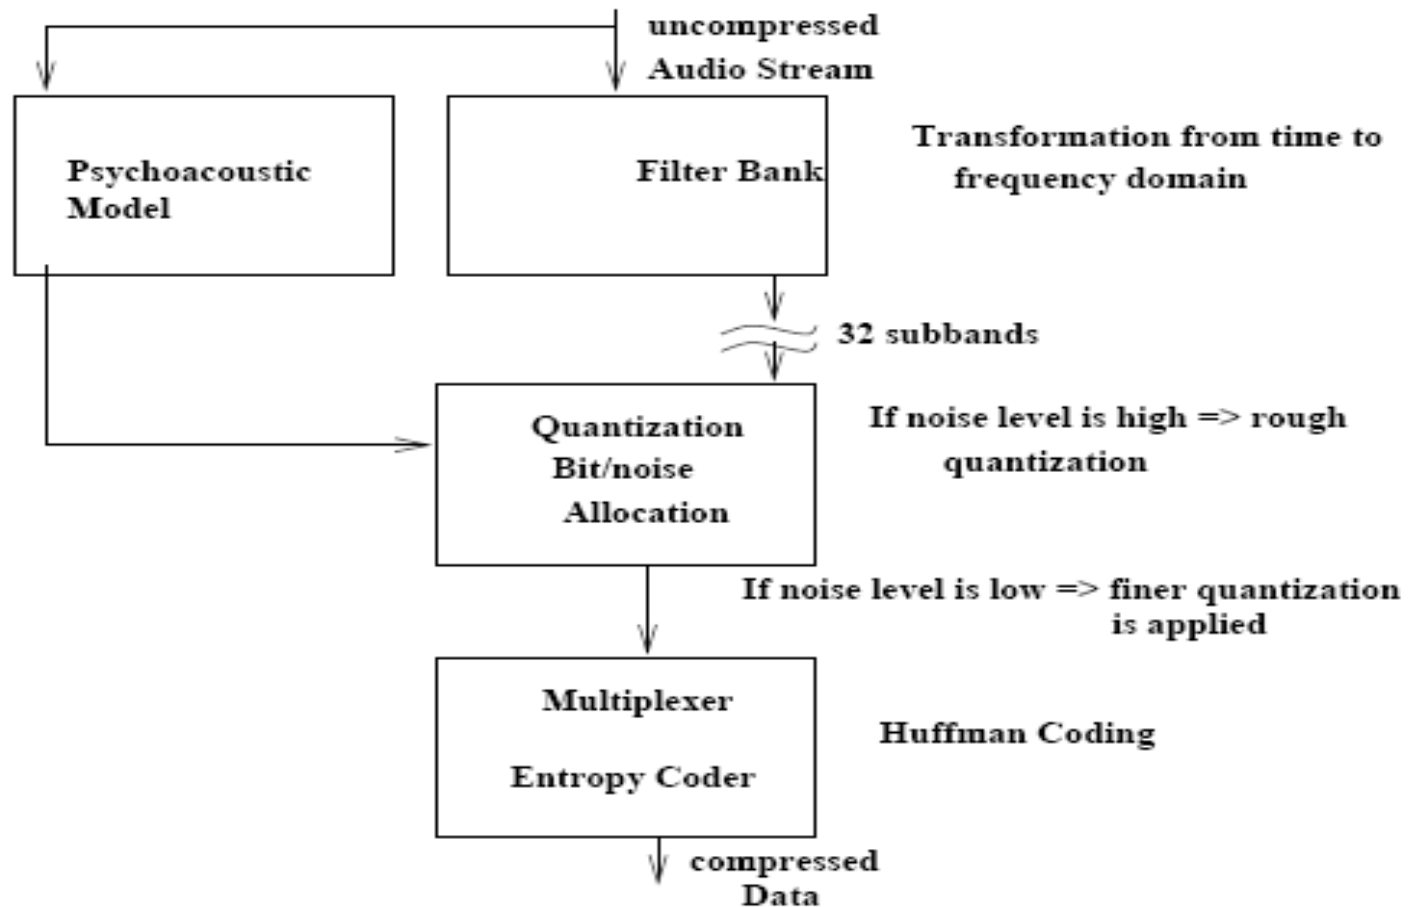 uncompressed
Audio Stream
Psychoacoustic
Model
Filter Bank
Transformation from time to
frequency domain
32 subbands
Quantization
Bit/noise
Allocation
If noise level is high => rough
quantization
If noise level is low => finer quantization
is applied
Multiplexer
Entropy Coder
Huffman Coding
compressed
Data